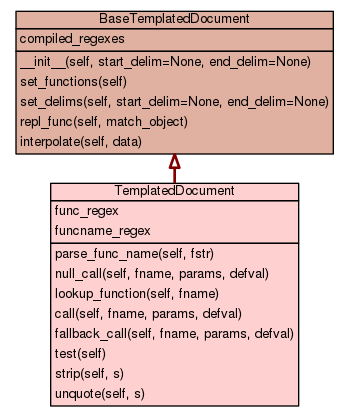 BaseTemplatedDocument
compiled_regexes
__init__(self, start_delim=None, end_delim=None)
set_functions(self)
set_delims(self, start_delim=None, end_delim=None)
repl_func(self, match_object)
interpolate(self, data)
TemplatedDocument
func_regex
funcname_regex
parse_func_name(self, fstr)
null_call(self, fname, params, defval)
lookup_function(self, fname)
call(self, fname, params, defval)
fallback_call(self, fname, params, defval)
test(self)
strip(self, s)
unquote(self, s)